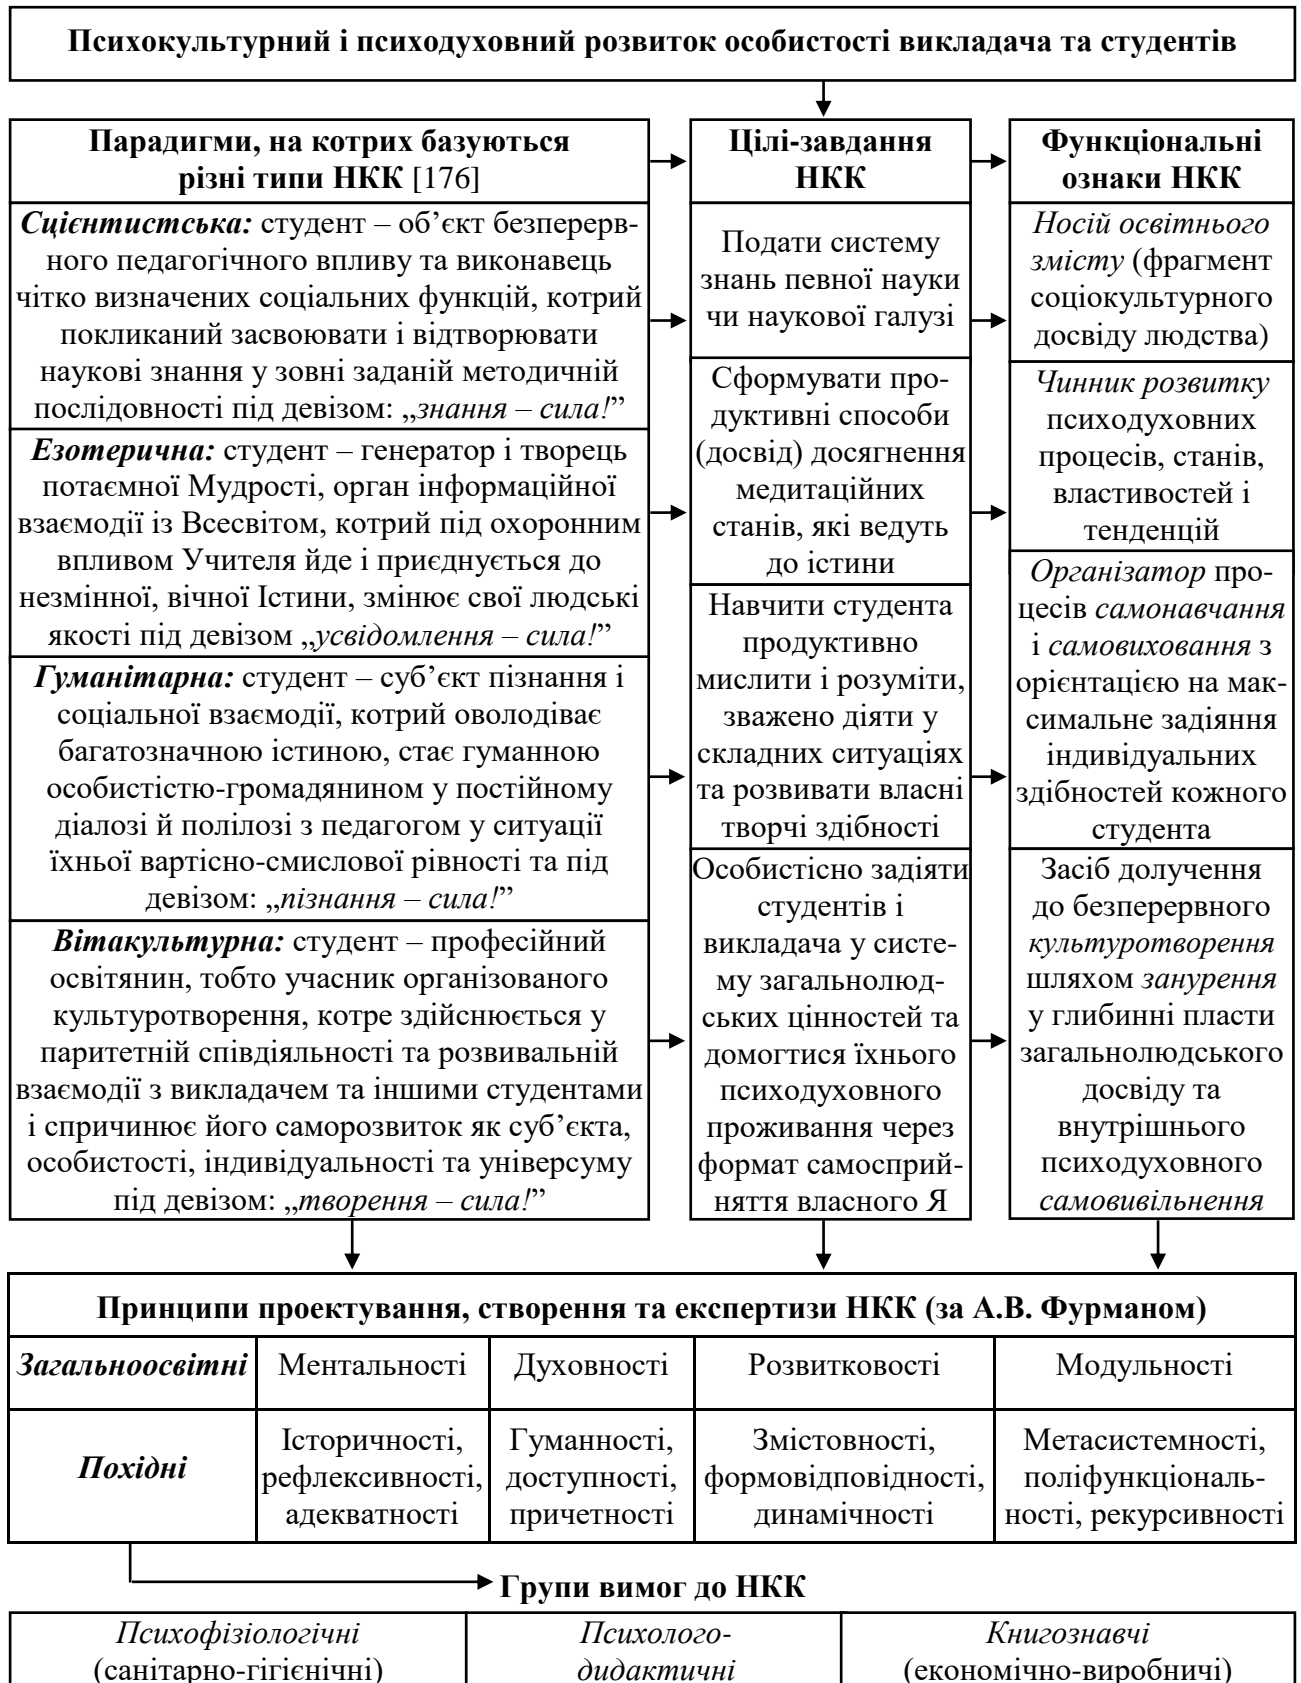 Психокультурний і психодуховний розвиток особистості викладача та студентів
Парадигми, на котрих базуються
різні типи НКК [176]
Сцієнтистська: студент – об’єкт безперерв-
ного педагогічного впливу та виконавець
чітко визначених соціальних функцій, котрий
покликаний засвоювати і відтворювати
наукові знання у зовні заданій методичній
послідовності під девізом: „знання – сила!”
Езотерична: студент – генератор і творець
потаємної Мудрості, орган інформаційної
взаємодії із Всесвітом, котрий під охоронним
впливом Учителя йде і приєднується до
незмінної, вічної Істини, змінює свої людські
якості під девізом „усвідомлення – сила!”
Гуманітарна: студент – суб’єкт пізнання і
соціальної взаємодії, котрий оволодіває
багатозначною істиною, стає гуманною
особистістю-громадянином у постійному
діалозі й полілозі з педагогом у ситуації
їхньої вартісно-смислової рівності та під
девізом: „пізнання – сила!”
Вітакультурна: студент – професійний
освітянин, тобто учасник організованого
культуротворення, котре здійснюється у
паритетній співдіяльності та розвивальній
взаємодії з викладачем та іншими студентами
і спричинює його саморозвиток як суб’єкта,
особистості, індивідуальності та універсуму
під девізом: „творення – сила!”
Цілі-завдання
НКК
Подати систему
знань певної науки
чи наукової галузі
Сформувати про-
дуктивні способи
(досвід) досягнення
медитаційних
станів, які ведуть
до істини
Навчити студента
продуктивно
мислити і розуміти,
зважено діяти у
складних ситуаціях
та розвивати власні
творчі здібності
Особистісно задіяти
студентів і
викладача у систе-
му загальнолюд-
ських цінностей та
домогтися їхнього
психодуховного
проживання через
формат самосприй-
няття власного Я
Функціональні
ознаки НКК
Носій освітнього
змісту (фрагмент
соціокультурного
досвіду людства)
Чинник розвитку
психодуховних
процесів, станів,
властивостей і
тенденцій
Організатор про-
цесів самонавчання
і самовиховання з
орієнтацією на мак-
симальне задіяння
індивідуальних
здібностей кожного
студента
Засіб долучення
до безперервного
культуротворення
шляхом занурення
у глибинні пласти
загальнолюдського
досвіду та
внутрішнього
психодуховного
самовивільнення
Принципи проектування, створення та експертизи НКК (за А.В. Фурманом)
Загальноосвітні Ментальності Духовності Розвитковості Модульності
Похідні
Історичності,
рефлексивності,
адекватності
Гуманності,
доступності,
причетності
Змістовності,
формовідповідності,
динамічності
Метасистемності,
поліфункціональ-
ності, рекурсивності
Групи вимог до НКК
Психофізіологічні
(санітарно-гігієнічні)
Психолого-
дидактичні
Книгознавчі
(економічно-виробничі)